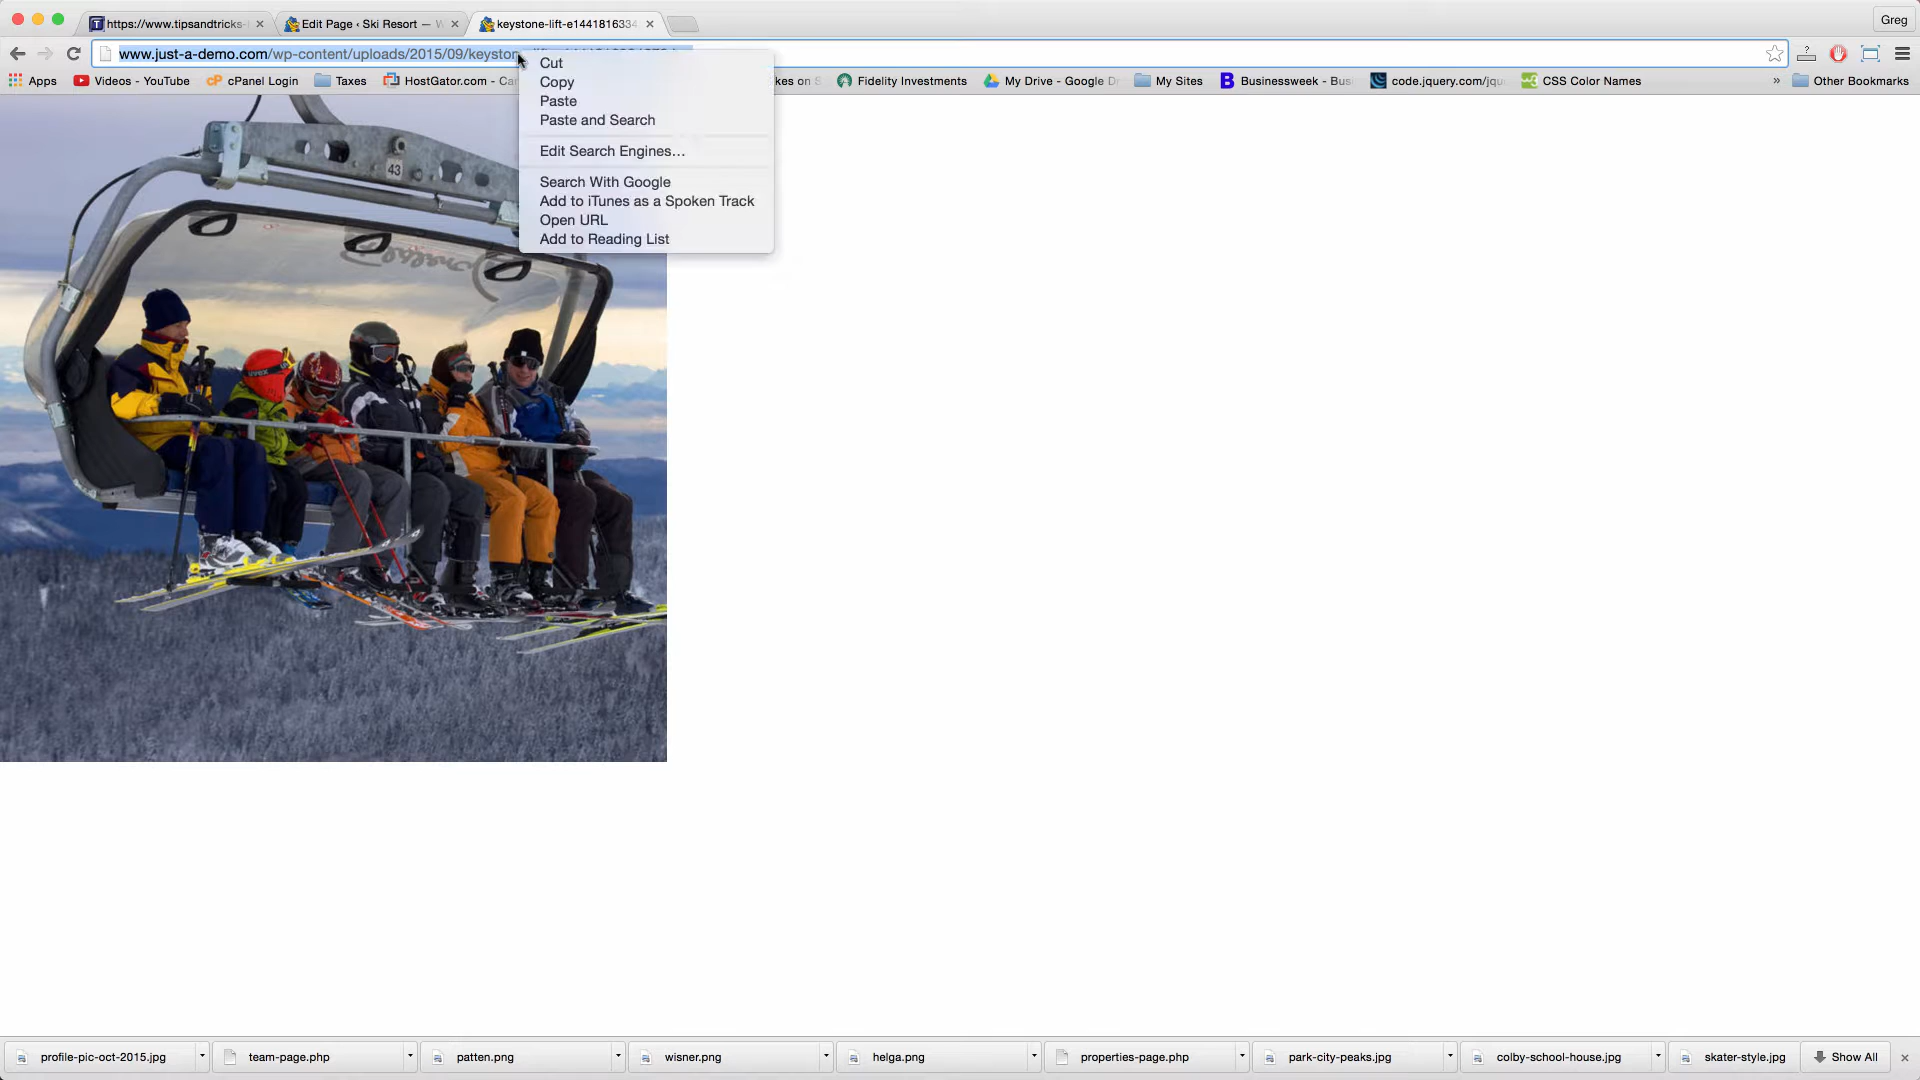 https://www.tipsandtricks-
Edit Page ‹ Ski Resort — W
keystone-lift-e1441816334
Greg
www.just-a-demo.com/wp-content/uploads/2015/09/keyston
Apps
Videos - YouTube
cPanel Login
Taxes
HostGator.com - Ca
kes on S
Fidelity Investments
My Drive - Google Dr
My Sites
Businessweek - Busi
code.jquery.com/jqu
CSS Color Names
»
Other Bookmarks
Cut
Copy
Paste
Paste and Search
Edit Search Engines…
Search With Google
Add to iTunes as a Spoken Track
Open URL
Add to Reading List
43
uvex
profile-pic-oct-2015.jpg
team-page.php
patten.png
wisner.png
helga.png
properties-page.php
park-city-peaks.jpg
colby-school-house.jpg
skater-style.jpg
Show All